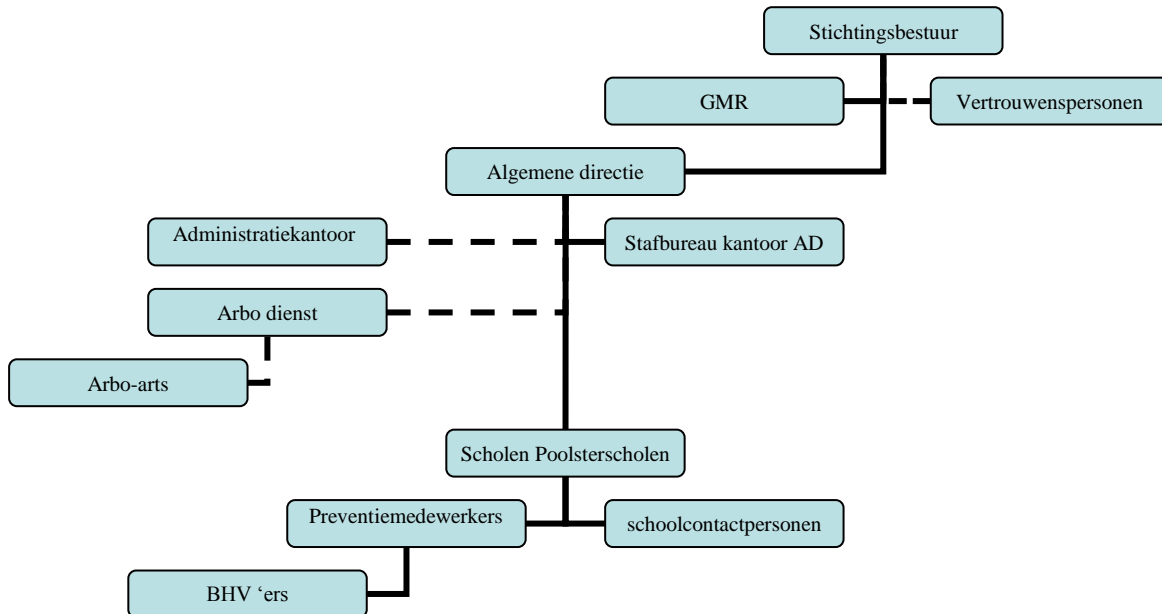 Stichtingsbestuur
GMR
Vertrouwenspersonen
Algemene directie
Administratiekantoor
Stafbureau kantoor AD
Arbo dienst
Arbo-arts
Scholen Poolsterscholen
Preventiemedewerkers
schoolcontactpersonen
BHV ‘ers